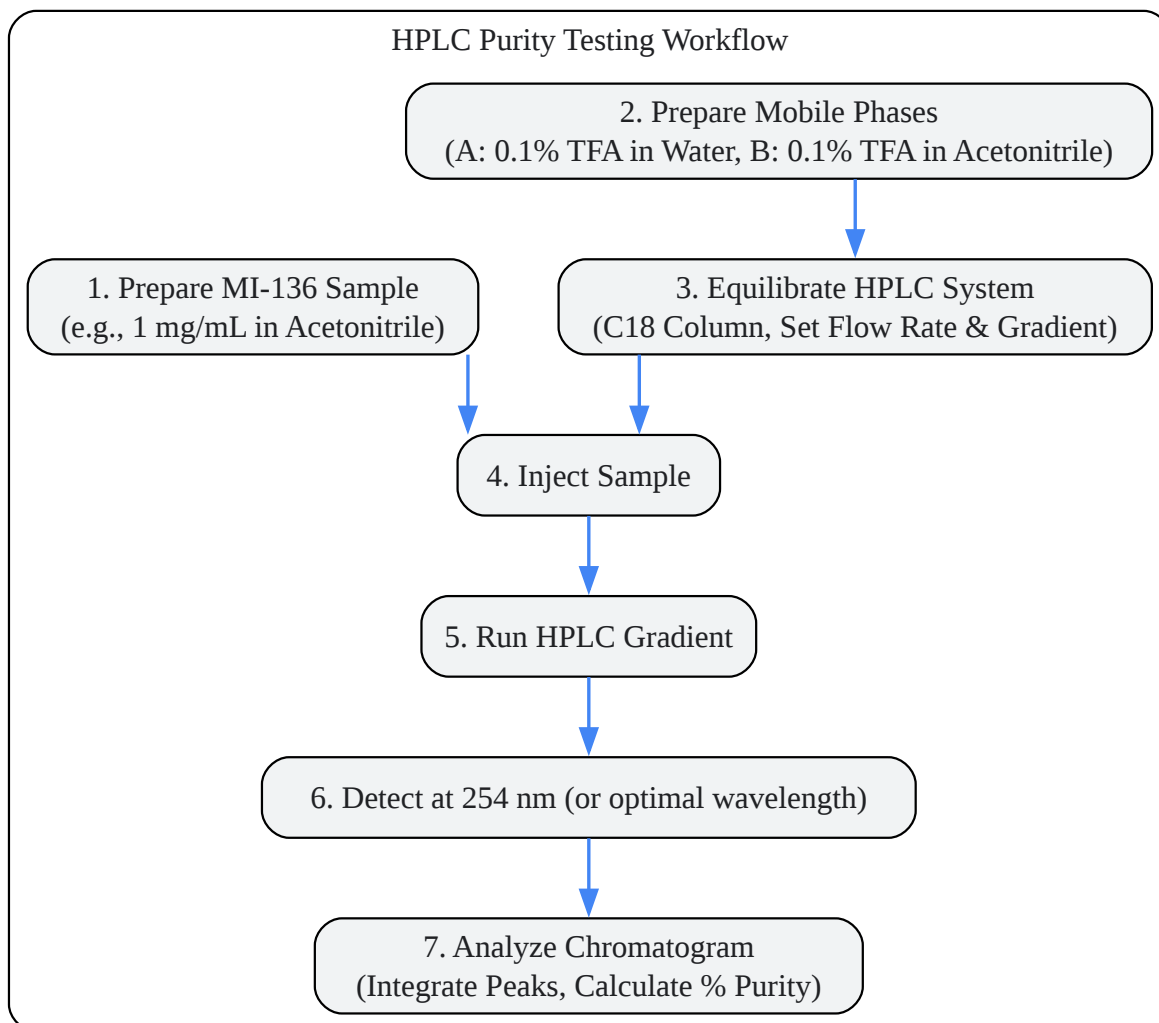 HPLC Purity Testing Workflow
2. Prepare Mobile Phases
(A: 0.1% TFA in Water, B: 0.1% TFA in Acetonitrile)
1. Prepare MI-136 Sample
(e.g., 1 mg/mL in Acetonitrile)
3. Equilibrate HPLC System
(C18 Column, Set Flow Rate & Gradient)
4. Inject Sample
5. Run HPLC Gradient
6. Detect at 254 nm (or optimal wavelength)
7. Analyze Chromatogram
(Integrate Peaks, Calculate % Purity)